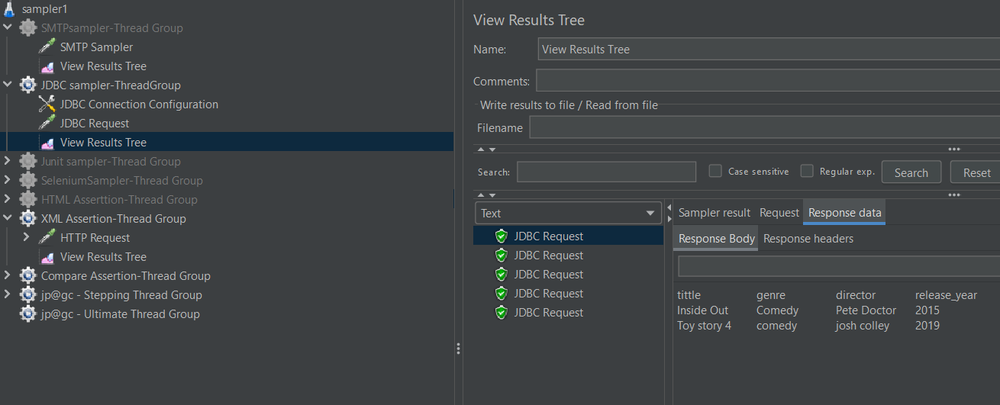 sampler1
SMTPsampler-Thread Group
SMTP Sampler
View Results Tree
JDBC sampler-ThreadGroup
JDBC Connection Configuration
JDBC Request
View Results Tree
Junit sampler-Thread Group
SeleniumSampler-Thread Group
HTML Asserttion-Thread Group
XML Assertion-Thread Group
HTTP Request
View Results Tree
Compare Assertion-Thread Group
jp@gc - Stepping Thread Group
jp@gc - Ultimate Thread Group
View Results Tree
Name: View Results Tree
Comments:
Write results to file / Read from file
Filename
Search: Case sensitive Regular exp. Search Reset
Text
JDBC Request
JDBC Request
JDBC Request
JDBC Request
JDBC Request
Sampler result Request Response data
Response Body Response headers
tittle genre director release_year
Inside Out Comedy Pete Doctor 2015
Toy story 4 comedy josh colley 2019